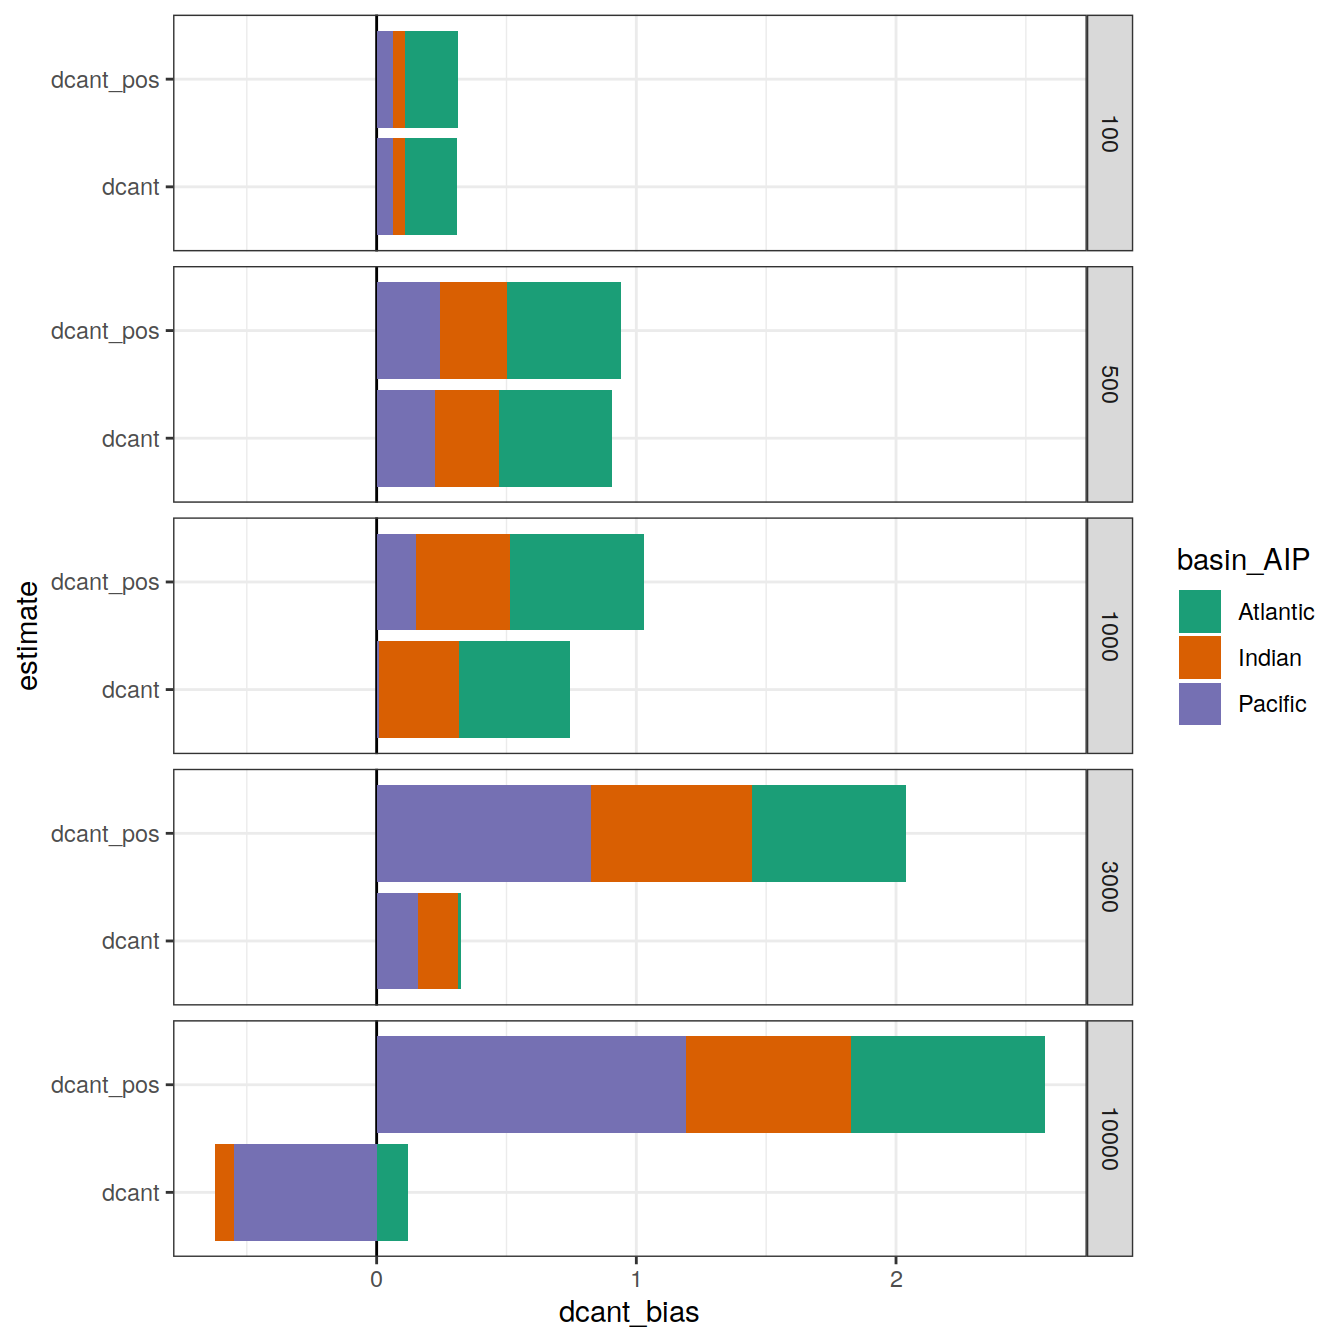 dcant_pos
dcant
100
dcant_pos
dcant
500
dcant_pos
dcant
1000
dcant_pos
dcant
3000
dcant_pos
dcant
10000
0 1 2
dcant_bias
estimate
basin_AIP
Atlantic
Indian
Pacific